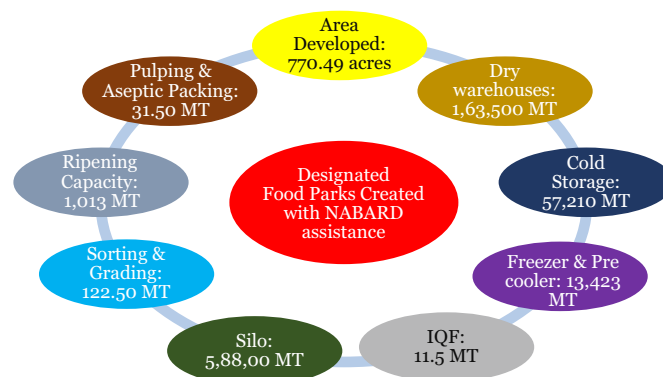 Area
Developed:
770.49 acres
Dry
warehouses:
1,63,500 MT
Cold
Storage:
57,210 MT
Freezer & Pre
cooler: 13,423
MT
IQF:
11.5 MT
Silo:
5,88,00 MT
Sorting &
Grading:
122.50 MT
Ripening
Capacity:
1,013 MT
Pulping &
Aseptic Packing:
31.50 MT
Designated
Food Parks Created
with NABARD
assistance